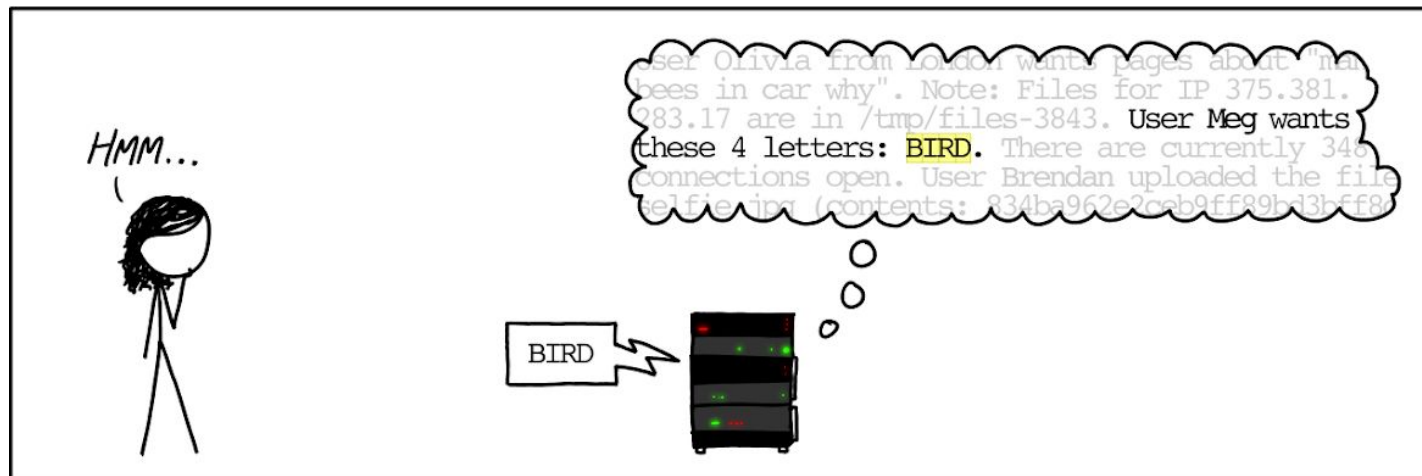 HMM...
User Olivia from London wants pages about "ma
bees in car why". Note: Files for IP 375.381.
283.17 are in /tmp/files-3843. User Meg wants
these 4 letters: BIRD. There are currently 348
connections open. User Brendan uploaded the file
selfie.jpg (contents: 834ba962e2ceb9ff89bd3bff8
BIRD